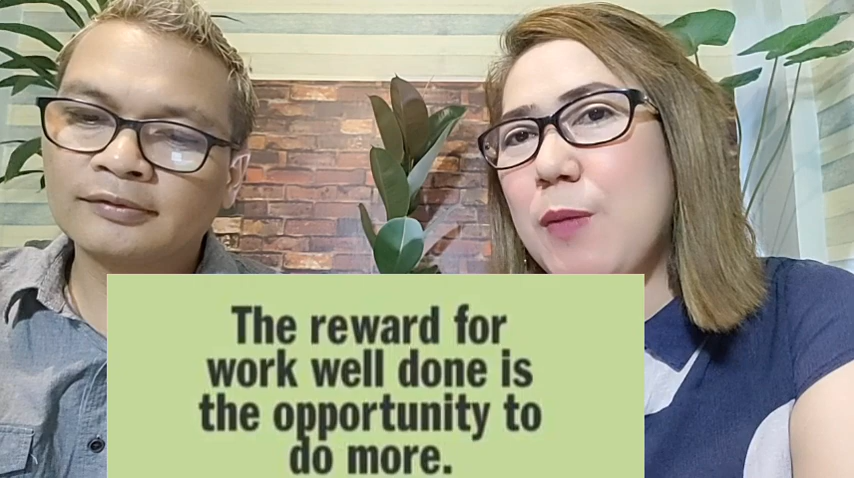 The reward for
work well done is
the opportunity to
do more.